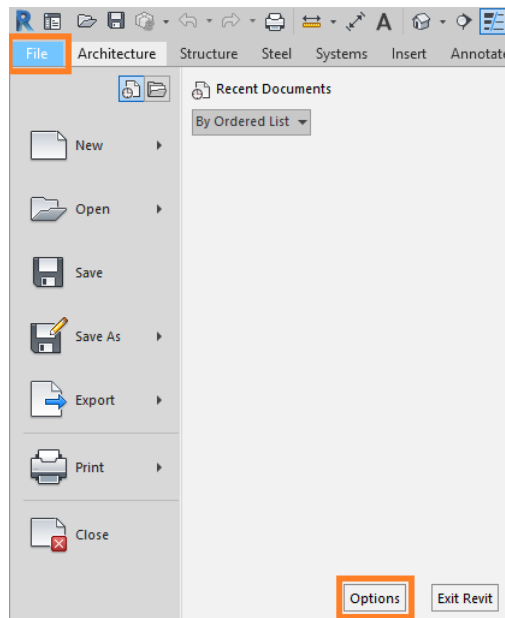 R A
File Architecture Structure Steel Systems Insert Annotate
Recent Documents
By Ordered List
New
Open
Save
Save As
Export
Print
Close
Options Exit Revit